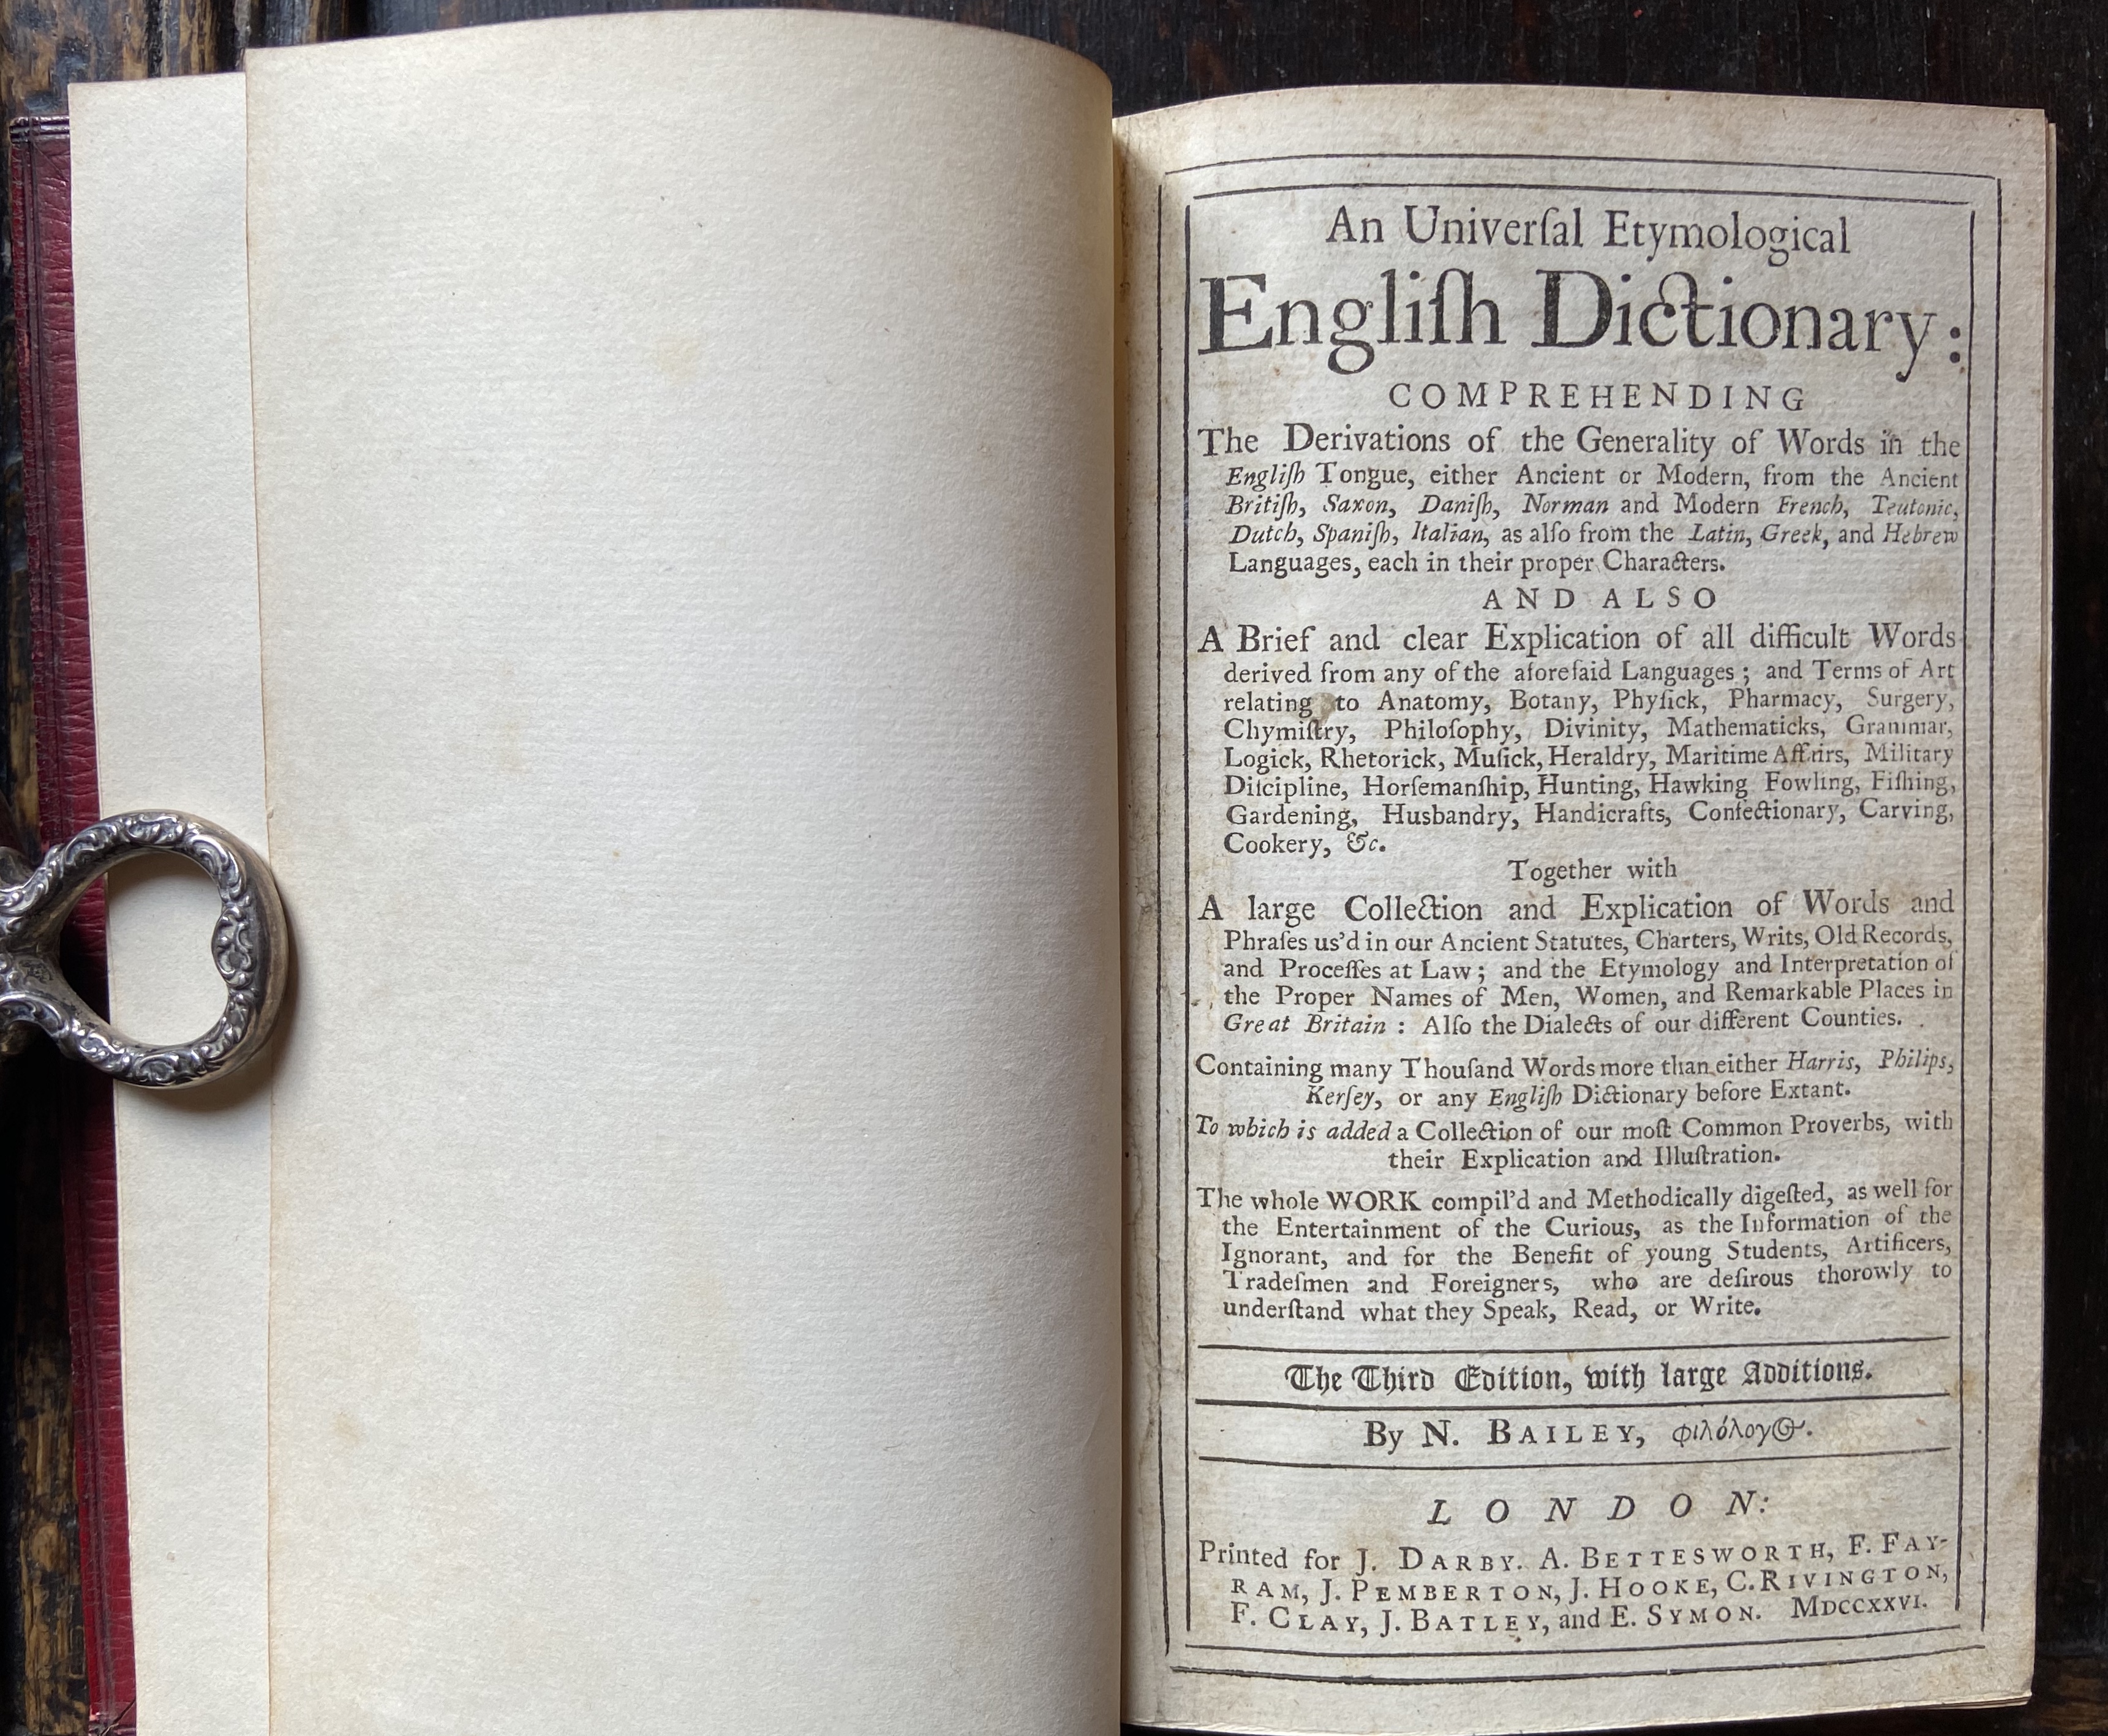 An Univerſal Etymological
Engliſh Dictionary:
COMPREHENDING
The Derivations of the Generality of Words in the
Engliſh Tongue, either Ancient or Modern, from the Ancient
Britiſh, Saxon, Daniſh, Norman and Modern French, Teutonic,
Dutch, Spaniſh, Italian, as alſo from the Latin, Greek, and Hebrew
Languages, each in their proper Characters.
AND ALSO
A Brief and clear Explication of all difficult Words
derived from any of the aforeſaid Languages; and Terms of Art
relating to Anatomy, Botany, Phyſick, Pharmacy, Surgery,
Chymiſtry, Philoſophy, Divinity, Mathematicks, Grammar,
Logick, Rhetorick, Muſick, Heraldry, Maritime Affairs, Military
Diſcipline, Horſemanſhip, Hunting, Hawking Fowling, Fiſhing,
Gardening, Husbandry, Handicrafts, Confectionary, Carving,
Cookery, &c.
Together with
A large Collection and Explication of Words and
Phraſes us'd in our Ancient Statutes, Charters, Writs, Old Records,
and Proceſſes at Law; and the Etymology and Interpretation of
the Proper Names of Men, Women, and Remarkable Places in
Great Britain: Alſo the Dialects of our different Counties.
Containing many Thouſand Words more than either Harris, Philips,
Kerſey, or any Engliſh Dictionary before Extant.
To which is added a Collection of our moſt Common Proverbs, with
their Explication and Illuſtration.
The whole WORK compil'd and Methodically digeſted, as well for
the Entertainment of the Curious, as the Information of the
Ignorant, and for the Benefit of young Students, Artificers,
Tradeſmen and Foreigners, who are deſirous thorowly to
underſtand what they Speak, Read, or Write.
The Third Edition, with large Additions.
By N. BAILEY, φιλόλογος.
LONDON:
Printed for J. DARBY. A. BETTESWORTH, F. FAY-
RAM, J. PEMBERTON, J. HOOKE, C. RIVINGTON,
F. CLAY, J. BATLEY, and E. SYMON. MDCCXXVI.